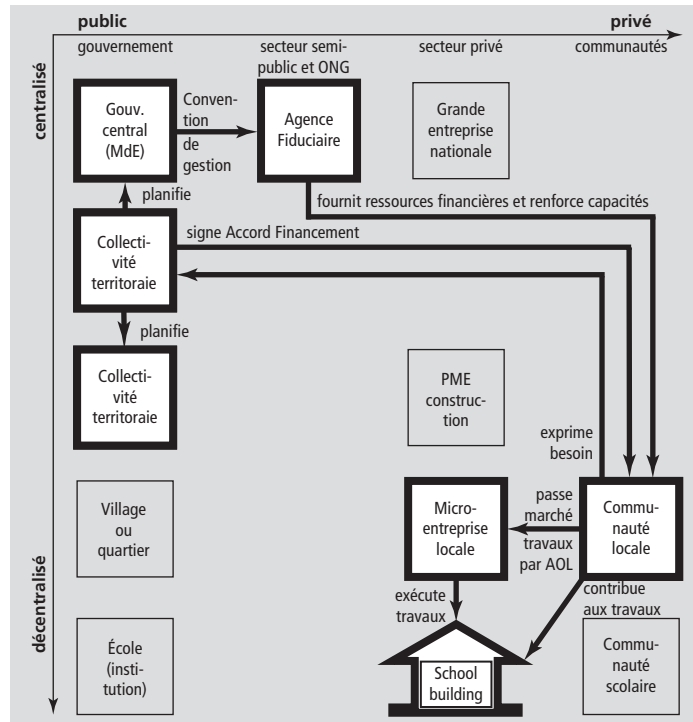 public
privé
gouvernement
secteur semi-
public et ONG
secteur privé
communautés
centralisé
décentralisé
Gouv.
central
(MdE)
Conven-
tion
de
gestion
Agence
Fiduciaire
Grande
entreprise
nationale
planifie
fournit ressources financières et renforce capacités
Collecti-
vité
territoraie
signe Accord Financement
planifie
Collecti-
vité
territoraie
PME
construc-
tion
exprime
besoin
Village
ou
quartier
Micro-
entreprise
locale
passe
marché
travaux
par AOL
Commu-
nauté
locale
exécute
travaux
contribue
aux travaux
École
(insti-
tution)
School
building
Commu-
nauté
scolaire